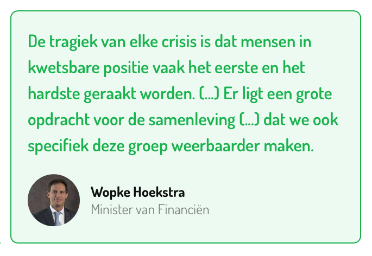 De tragiek van elke crisis is dat mensen in
kwetsbare positie vaak het eerste en het
hardste geraakt worden. (...) Er ligt een grote
opdracht voor de samenleving (...) dat we ook
specifiek deze groep weerbaarder maken.
Wopke Hoekstra
Minister van Financiën